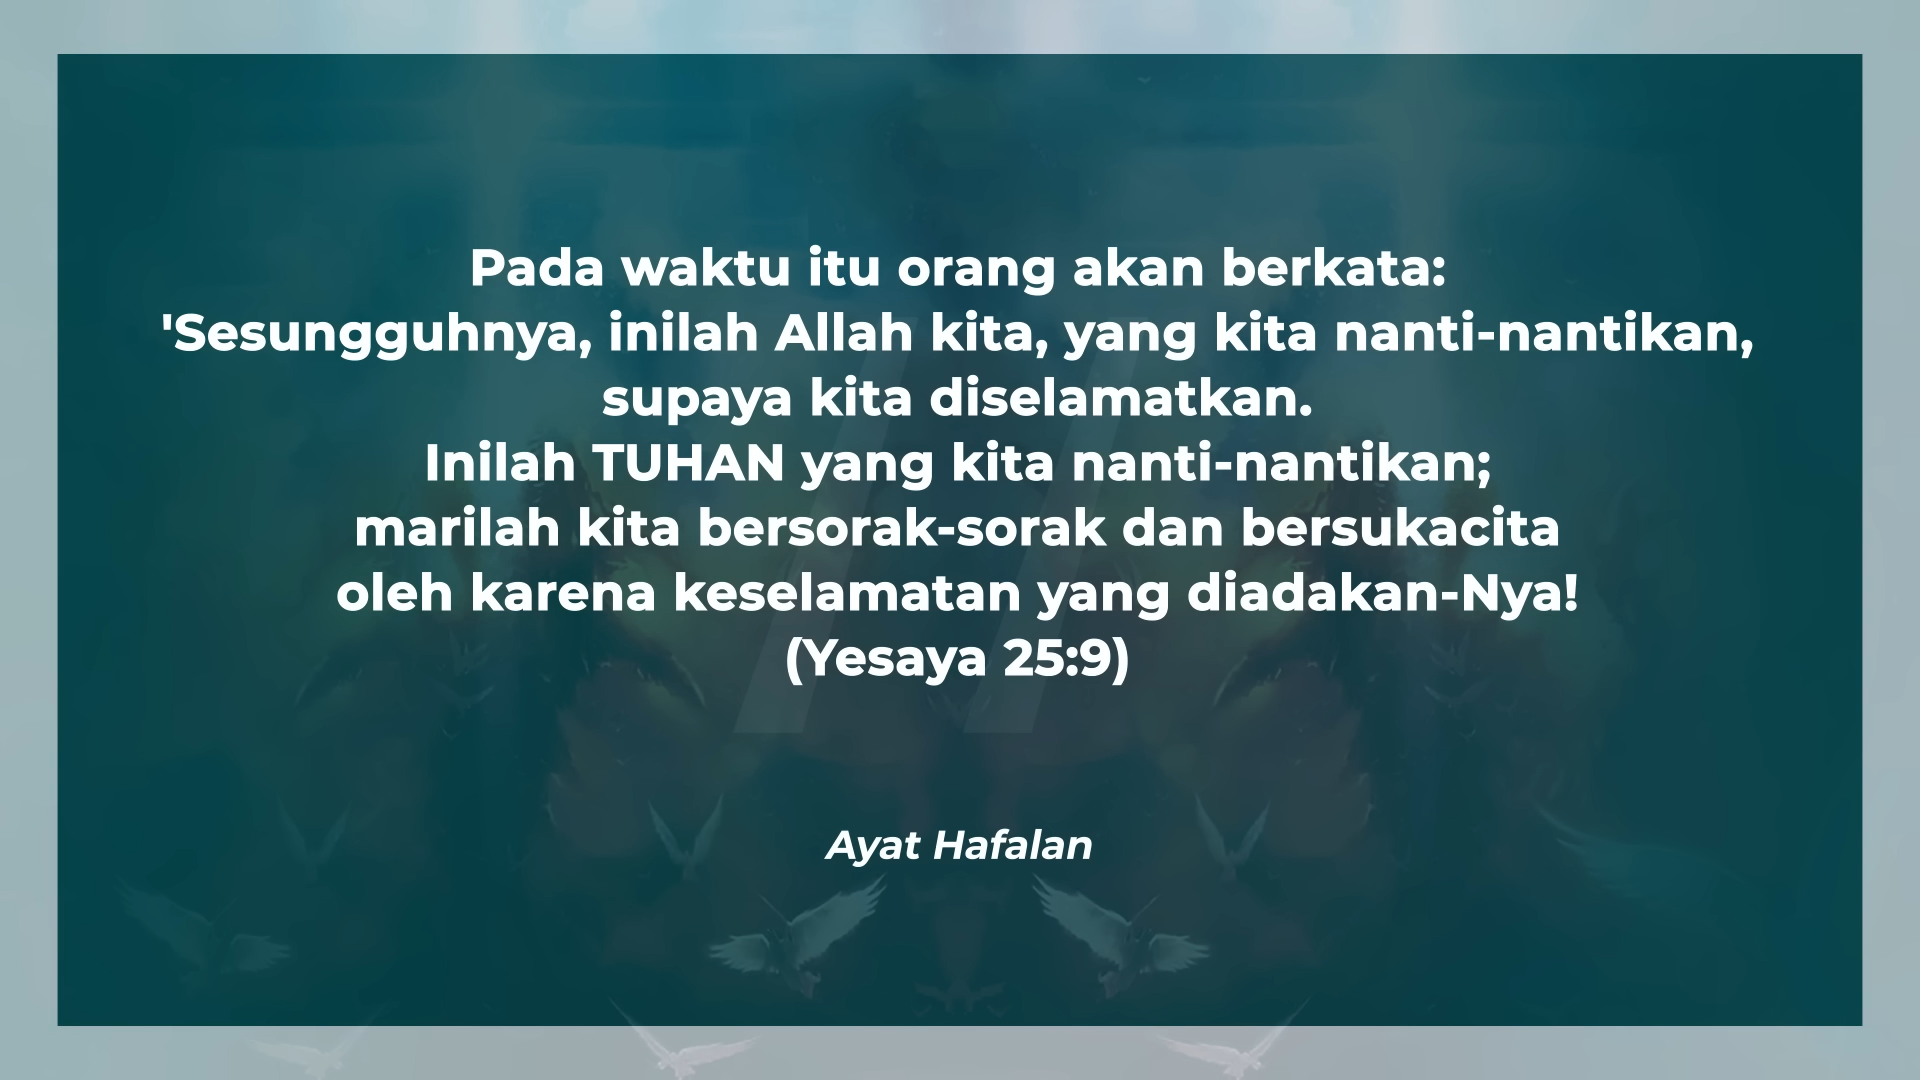 Pada waktu itu orang akan berkata:
'Sesungguhnya, inilah Allah kita, yang kita nanti-nantikan,
supaya kita diselamatkan.
Inilah TUHAN yang kita nanti-nantikan;
marilah kita bersorak-sorak dan bersukacita
oleh karena keselamatan yang diadakan-Nya!
(Yesaya 25:9)
Ayat Hafalan